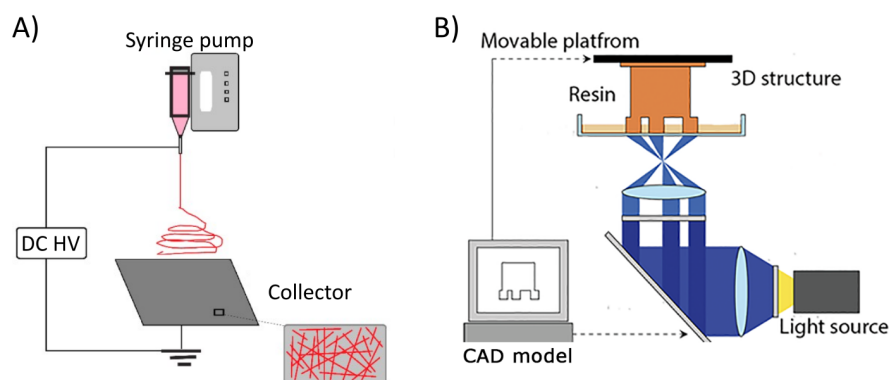 A)
Syringe pump
DC HV
Collector
B)
Movable platfrom
3D structure
Resin
Light source
CAD model